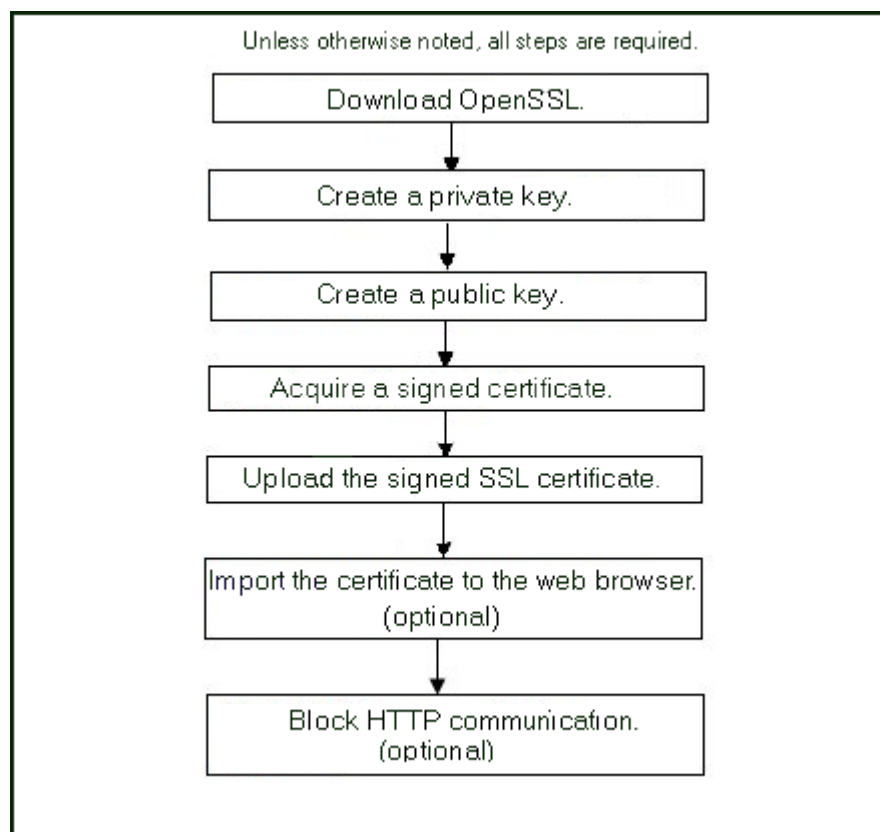 Unless otherwise noted, all steps are required.
Download OpenSSL.
Create a private key.
Create a public key.
Acquire a signed certificate.
Upload the signed SSL certificate.
Import the certificate to the web browser.
(optional)
Block HTTP communication.
(optional)